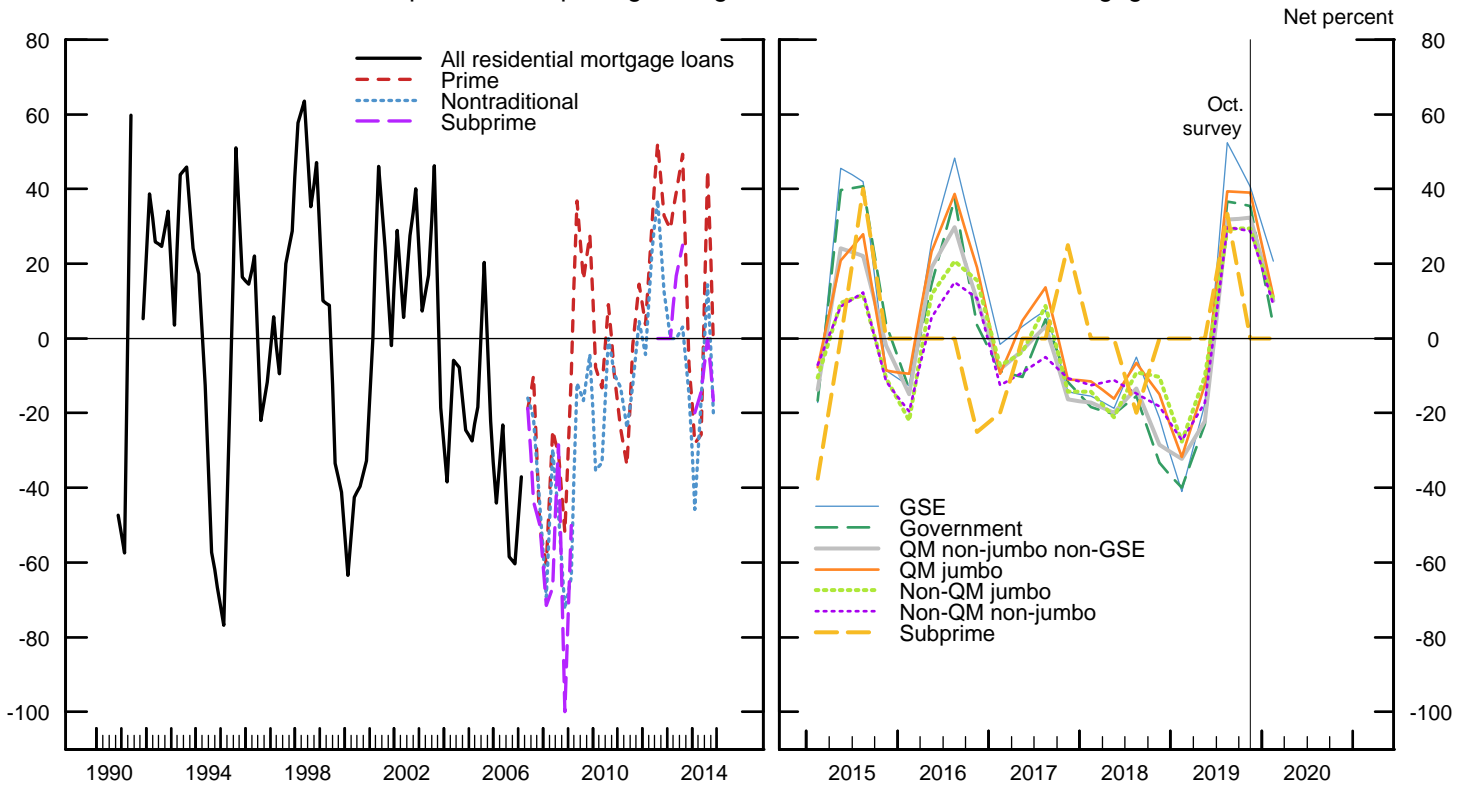 Net percent
80
60
40
20
0
-20
-40
-60
-80
-100
All residential mortgage loans
Prime
Nontraditional
Subprime
1990
1994
1998
2002
2006
2010
2014
Oct.
survey
GSE
Government
QM non-jumbo non-GSE
QM jumbo
Non-QM jumbo
Non-QM non-jumbo
Subprime
2015
2016
2017
2018
2019
2020
80
60
40
20
0
-20
-40
-60
-80
-100